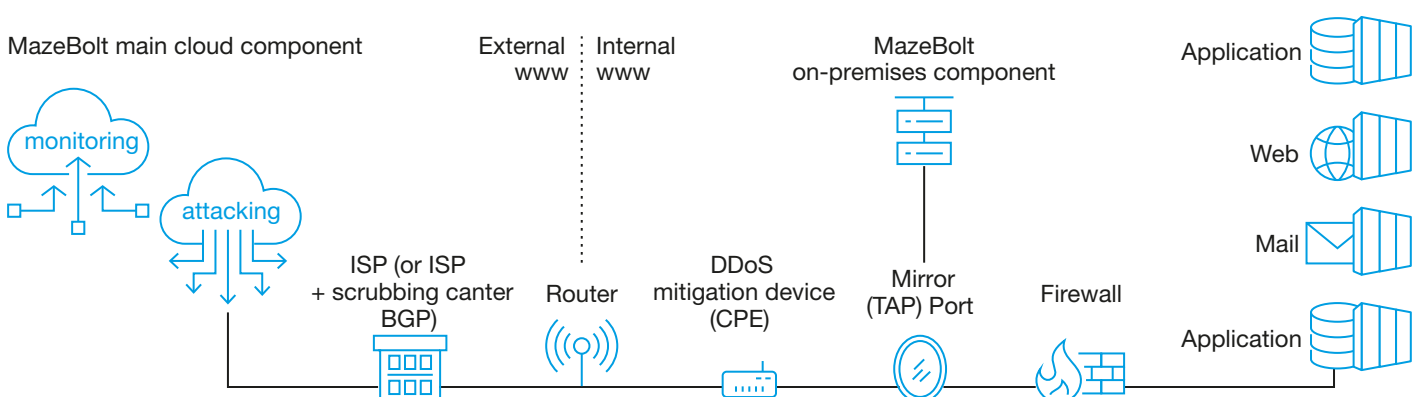 MazeBolt main cloud component
External
www
Internal
www
MazeBolt
on-premises component
Application
monitoring
Web
attacking
Mail
ISP (or ISP
+ scrubbing canter
BGP)
Router
DDoS
mitigation device
(CPE)
Mirror
(TAP) Port
Firewall
Application